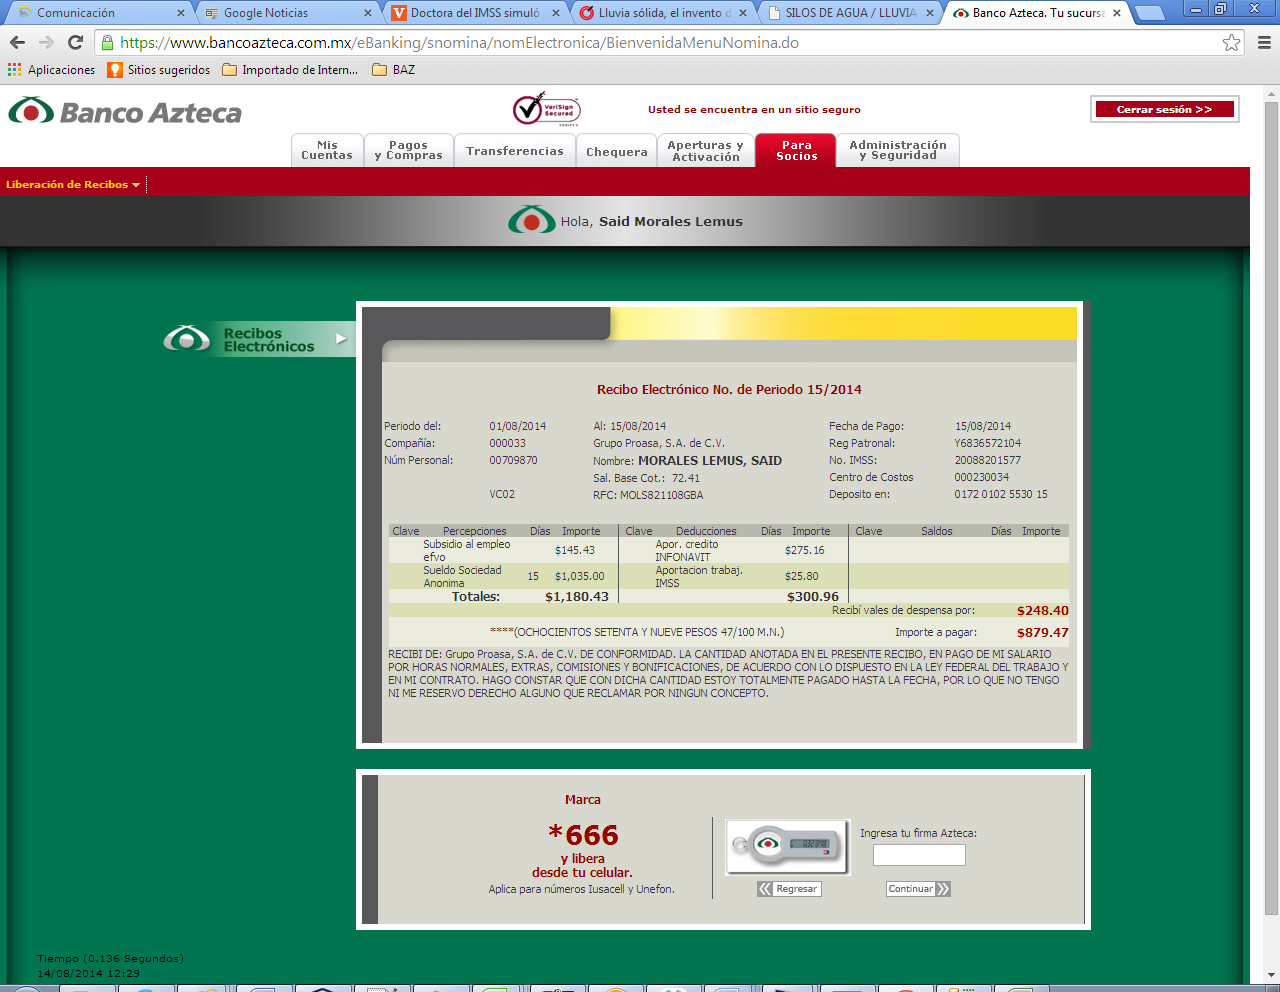 Comunicación
Google Noticias
Doctora del IMSS simuló
Lluvia sólida, el invento d
SILOS DE AGUA / LLUVIA
Banco Azteca. Tu sucursa
https://www.bancoazteca.com.mx/eBanking/snomina/nomElectronica/BienvenidaMenuNomina.do
Aplicaciones Sitios sugeridos Importado de Intern... BAZ
Banco Azteca
VeriSign Secured
Usted se encuentra en un sitio seguro
Cerrar sesión >>
Mis Cuentas
Pagos y Compras
Transferencias
Chequera
Aperturas y Activación
Para Socios
Administración y Seguridad
Liberación de Recibos
Hola, Said Morales Lemus
Recibos
Electrónicos
Recibo Electrónico No. de Periodo 15/2014
Periodo del: 01/08/2014 Al: 15/08/2014 Fecha de Pago: 15/08/2014
Compañía: 000033 Grupo Proasa, S.A. de C.V. Reg Patronal: Y6836572104
Núm Personal: 00709870 Nombre: MORALES LEMUS, SAID No. IMSS: 20088201577
Sal. Base Cot.: 72.41 Centro de Costos 000230034
VC02 RFC: MOLS821108GBA Deposito en: 0172 0102 5530 15
Clave Percepciones Días Importe Clave Deducciones Días Importe Clave Saldos Días Importe
Subsidio al empleo efvo $145.43 Apor. credito INFONAVIT $275.16
Sueldo Sociedad Anonima 15 $1,035.00 Aportacion trabaj. IMSS $25.80
Totales: $1,180.43 $300.96
Recibí vales de despensa por: $248.40
****(OCHOCIENTOS SETENTA Y NUEVE PESOS 47/100 M.N.) Importe a pagar: $879.47
RECIBI DE: Grupo Proasa, S.A. de C.V. DE CONFORMIDAD. LA CANTIDAD ANOTADA EN EL PRESENTE RECIBO, EN PAGO DE MI SALARIO
POR HORAS NORMALES, EXTRAS, COMISIONES Y BONIFICACIONES, DE ACUERDO CON LO DISPUESTO EN LA LEY FEDERAL DEL TRABAJO Y
EN MI CONTRATO. HAGO CONSTAR QUE CON DICHA CANTIDAD ESTOY TOTALMENTE PAGADO HASTA LA FECHA, POR LO QUE NO TENGO
NI ME RESERVO DERECHO ALGUNO QUE RECLAMAR POR NINGUN CONCEPTO.
Marca
*666
y libera
desde tu celular.
Aplica para números Iusacell y Unefon.
Ingresa tu firma Azteca:
Regresar
Continuar
Tiempo (0.136 Segundos)
14/08/2014 12:29